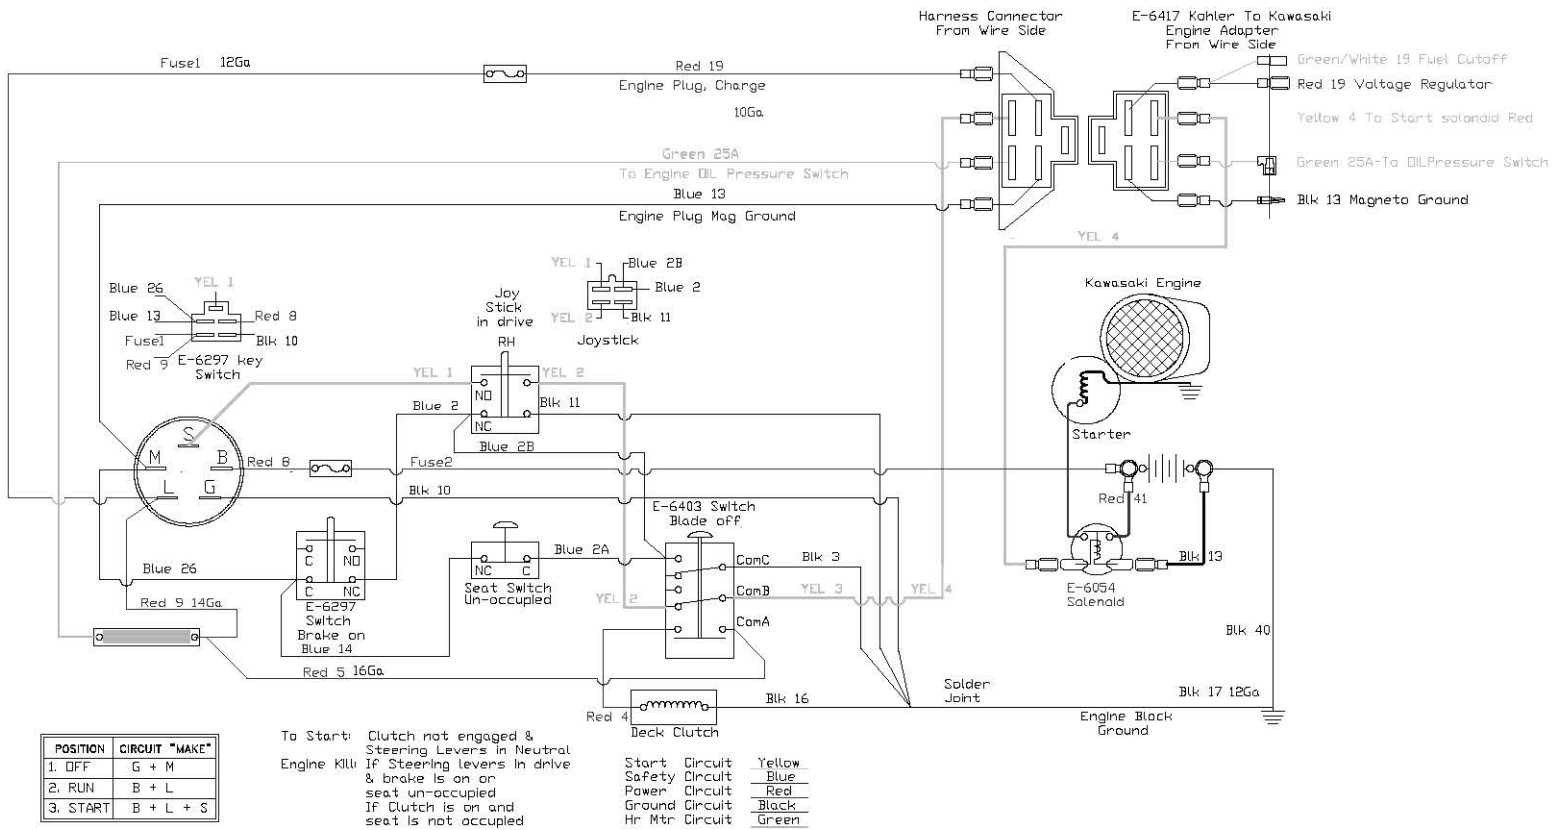 Harness Connector
From Wire Side
E-6417 Kohler To Kawasaki
Engine Adapter
From Wire Side
Fuse1 12Ga
Red 19
Engine Plug, Charge
10Ga
Green/White 19 Fuel Cutoff
Red 19 Voltage Regulator
Yellow 4 To Start solanoid Red
Green 25A
To Engine OIL Pressure Switch
Green 25A-To OILPressure Switch
Blue 13
Engine Plug Mag Ground
Blk 13 Magneto Ground
YEL 4
YEL 1
Blue 26
Blue 13
Fuse1
Red 9
Red 8
Blk 10
E-6297 key
Switch
Joy
Stick
in drive
RH
YEL 1
Blue 2B
Blue 2
YEL 2
Blk 11
Joystick
Kawasaki Engine
Starter
YEL 1
YEL 2
NO
Blue 2
Blk 11
NC
Blue 2B
S
M
B
L
G
Red 8
Fuse2
Blk 10
Red 41
E-6403 Switch
Blade off
C
NO
C
NC
Blue 26
E-6297
Switch
Brake on
Blue 14
NC
C
Blue 2A
Seat Switch
Un-occupied
YEL 2
ComC
Blk 3
ComB
YEL 3
YEL 4
ComA
Blk 13
E-6054
Solenoid
Red 9 14Ga
Red 5 16Ga
Blk 40
Red 4
Deck Clutch
Blk 16
Solder
Joint
Blk 17 12Ga
Engine Block
Ground
POSITION CIRCUIT "MAKE"
1. OFF G + M
2. RUN B + L
3. START B + L + S
To Start: Clutch not engaged &
Steering Levers in Neutral
Engine Kill: If Steering levers in drive
& brake is on or
seat un-occupied
If Clutch is on and
seat is not occupied
Start Circuit Yellow
Safety Circuit Blue
Power Circuit Red
Ground Circuit Black
Hr Mtr Circuit Green